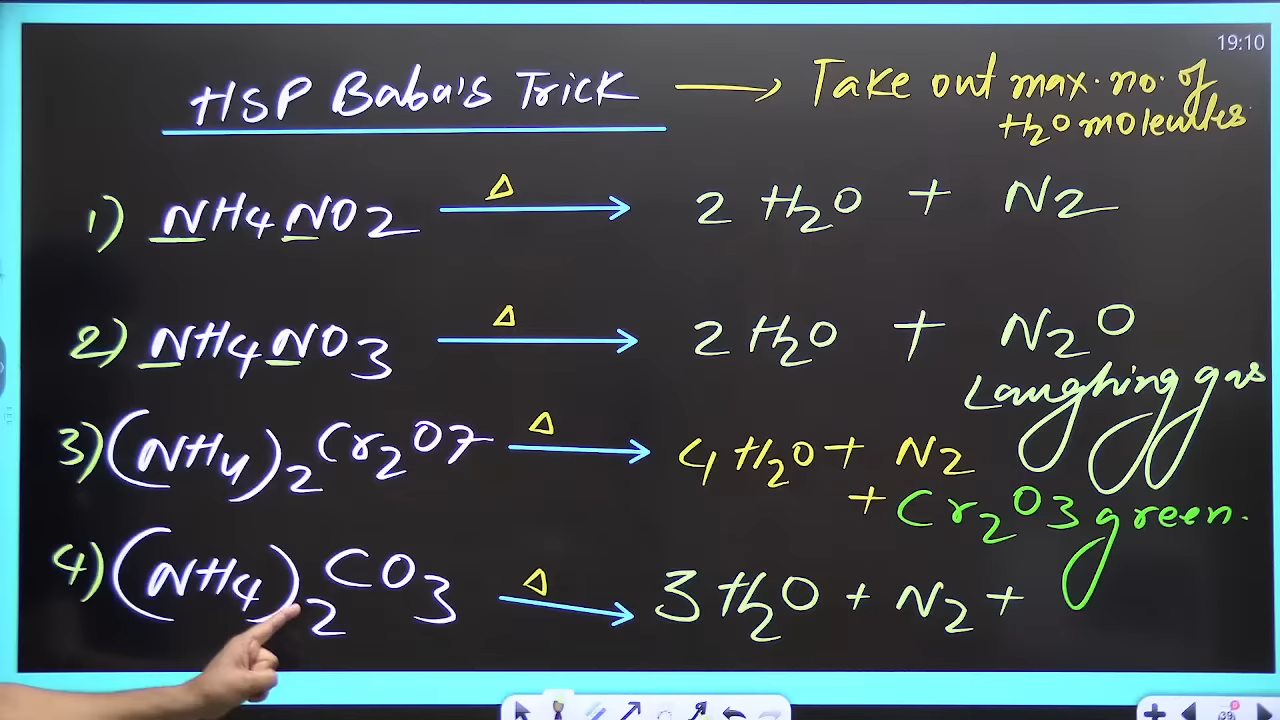 19:10
HSP Baba's Trick → Take out max. no. of
H2O molecules
1) NH4NO2 Δ→ 2 H2O + N2
2) NH4NO3 Δ→ 2 H2O + N2O
Laughing gas
3) (NH4)2Cr2O7 Δ→ 4 H2O + N2
+ Cr2O3 green.
4) (NH4)2CO3 Δ→ 3 H2O + N2 +
39